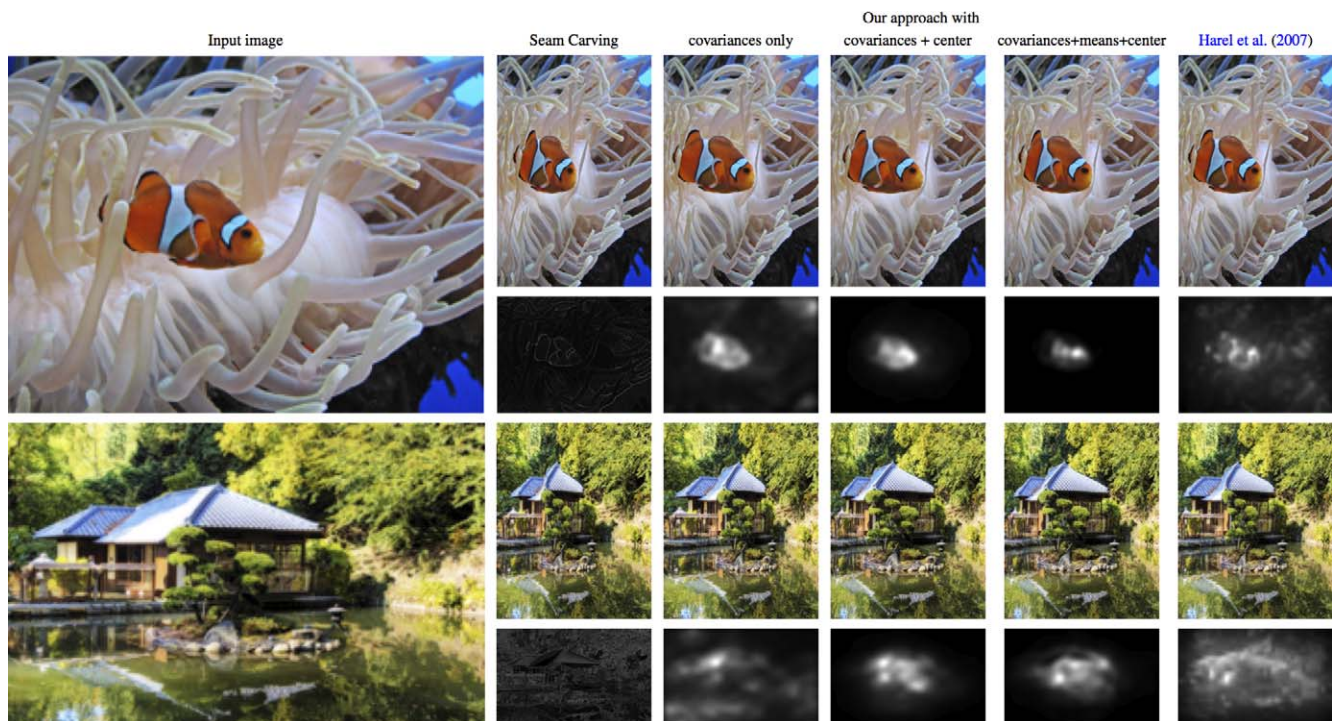 Our approach with
Input image
Seam Carving
covariances only
covariances + center
covariances+means+center
Harel et al. (2007)